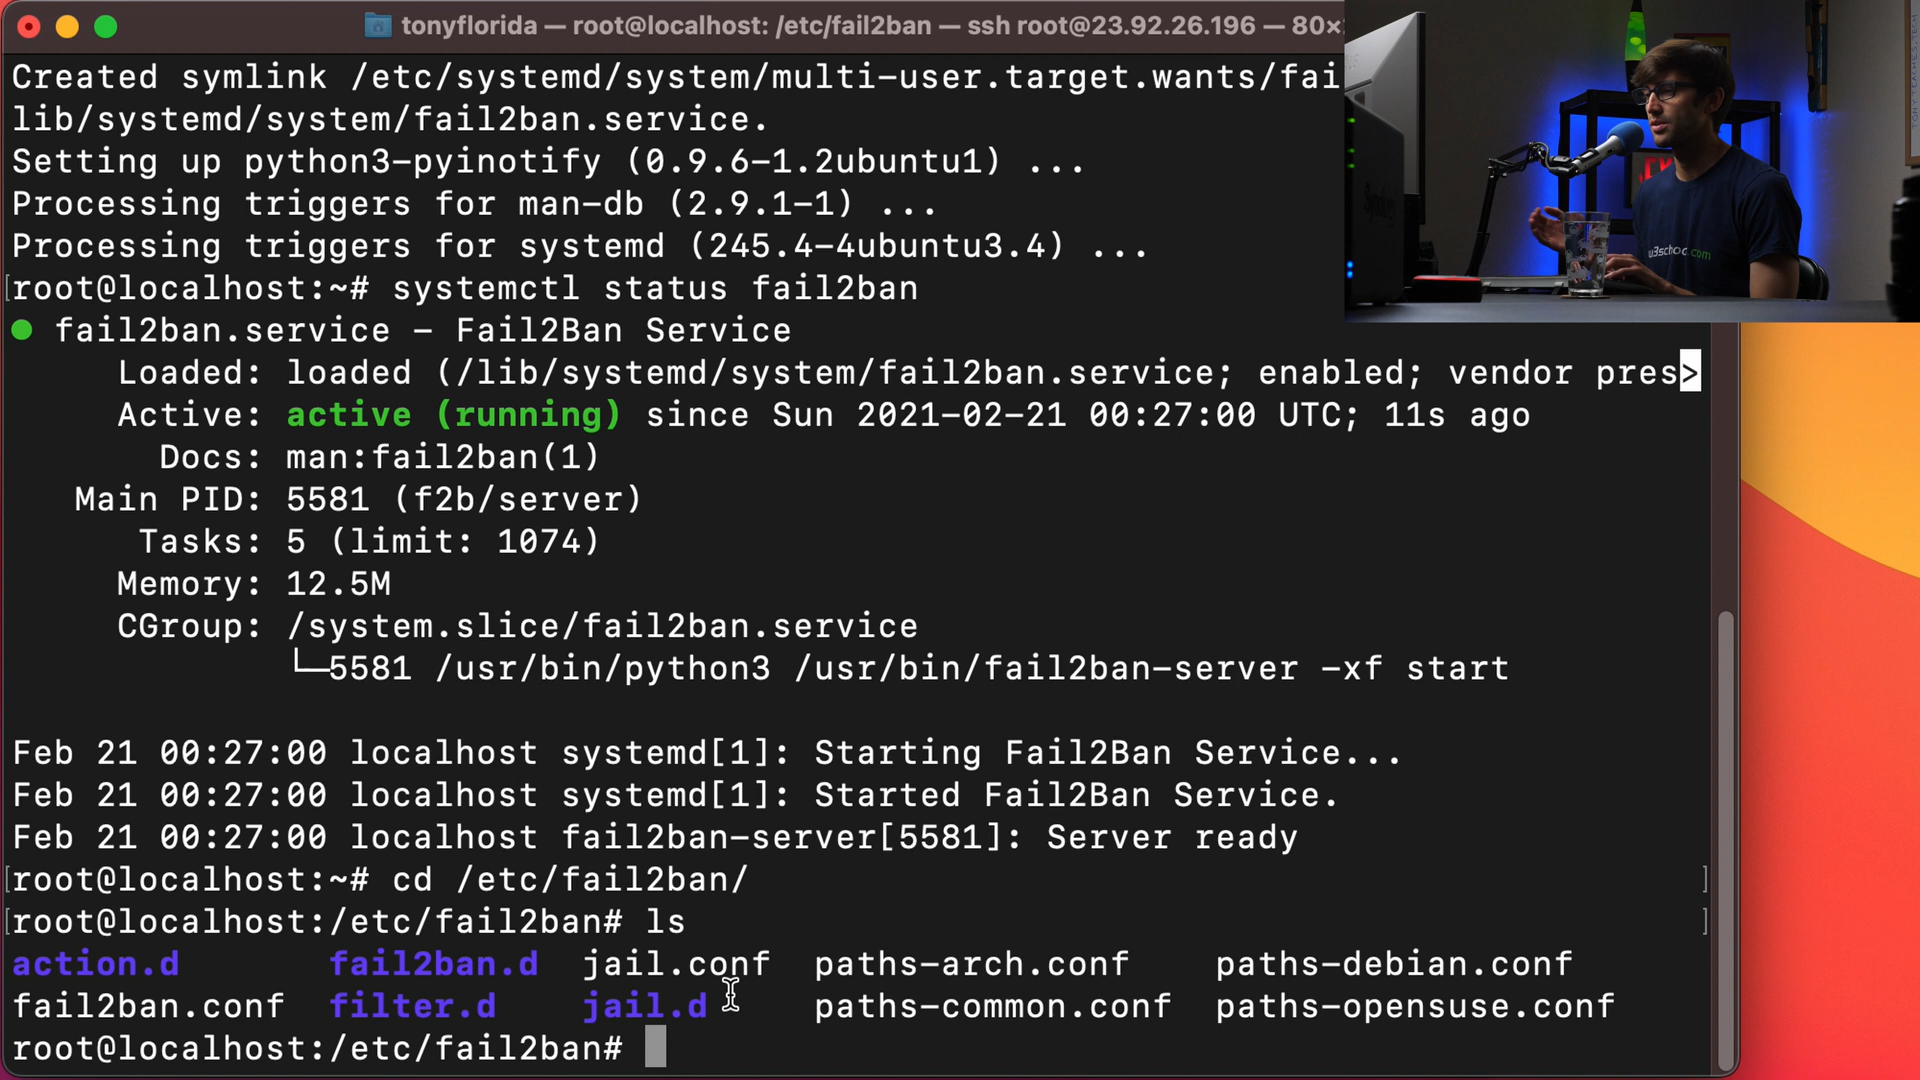 tonyflorida — root@localhost: /etc/fail2ban — ssh root@23.92.26.196 — 80×
Created symlink /etc/systemd/system/multi-user.target.wants/fai
lib/systemd/system/fail2ban.service.
Setting up python3-pyinotify (0.9.6-1.2ubuntu1) ...
Processing triggers for man-db (2.9.1-1) ...
Processing triggers for systemd (245.4-4ubuntu3.4) ...
[root@localhost:~# systemctl status fail2ban
● fail2ban.service - Fail2Ban Service
Loaded: loaded (/lib/systemd/system/fail2ban.service; enabled; vendor pres>
Active: active (running) since Sun 2021-02-21 00:27:00 UTC; 11s ago
Docs: man:fail2ban(1)
Main PID: 5581 (f2b/server)
Tasks: 5 (limit: 1074)
Memory: 12.5M
CGroup: /system.slice/fail2ban.service
└─5581 /usr/bin/python3 /usr/bin/fail2ban-server -xf start
Feb 21 00:27:00 localhost systemd[1]: Starting Fail2Ban Service...
Feb 21 00:27:00 localhost systemd[1]: Started Fail2Ban Service.
Feb 21 00:27:00 localhost fail2ban-server[5581]: Server ready
[root@localhost:~# cd /etc/fail2ban/ ]
[root@localhost:/etc/fail2ban# ls ]
action.d fail2ban.d jail.conf paths-arch.conf paths-debian.conf
fail2ban.conf filter.d jail.d paths-common.conf paths-opensuse.conf
root@localhost:/etc/fail2ban#
Synology
w3schools.com